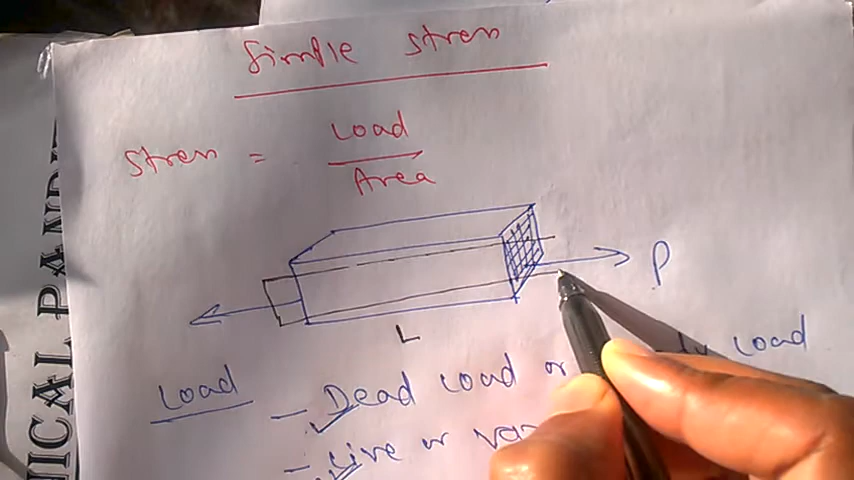 Simple stress
Stress = Load
Area
P
L
Load - Dead load or load
- Live or
ICAL PAND